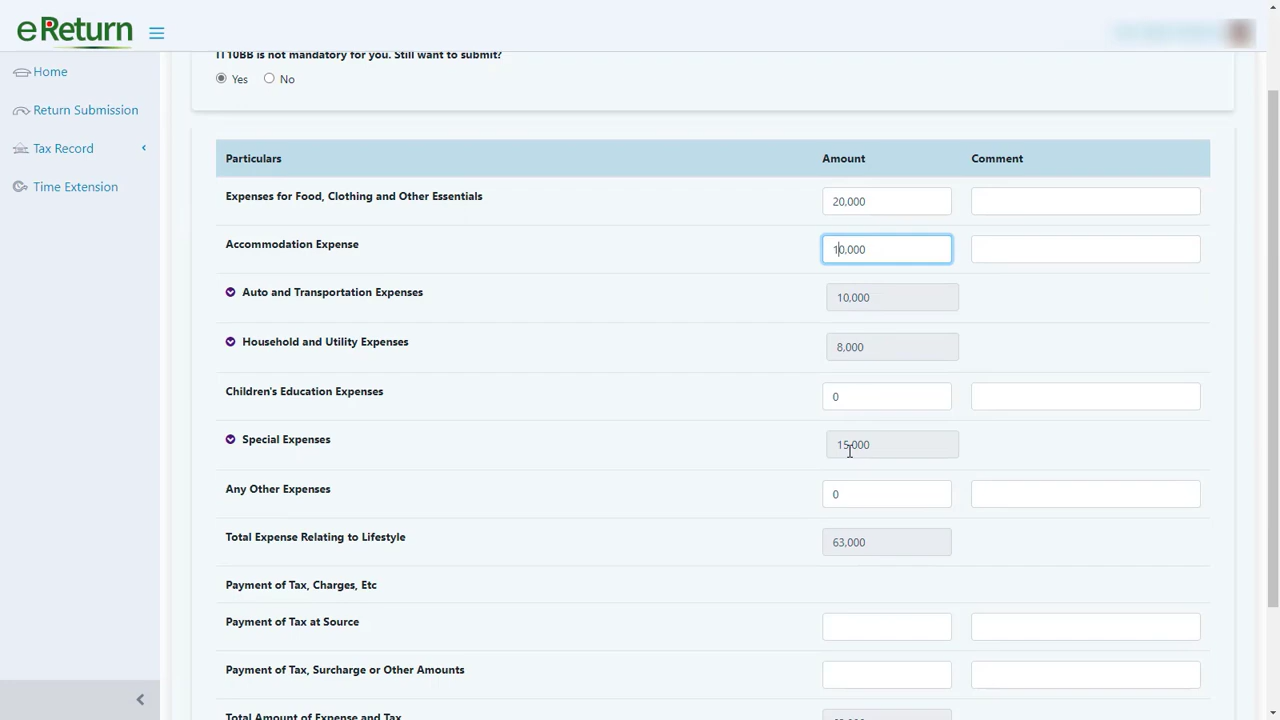 eReturn
IT10BB is not mandatory for you. Still want to submit?
Yes No
Home
Return Submission
Tax Record
Time Extension
Particulars Amount Comment
Expenses for Food, Clothing and Other Essentials 20,000
Accommodation Expense 10,000
Auto and Transportation Expenses 10,000
Household and Utility Expenses 8,000
Children's Education Expenses 0
Special Expenses 15,000
Any Other Expenses 0
Total Expense Relating to Lifestyle 63,000
Payment of Tax, Charges, Etc
Payment of Tax at Source
Payment of Tax, Surcharge or Other Amounts
Total Amount of Expense and Tax